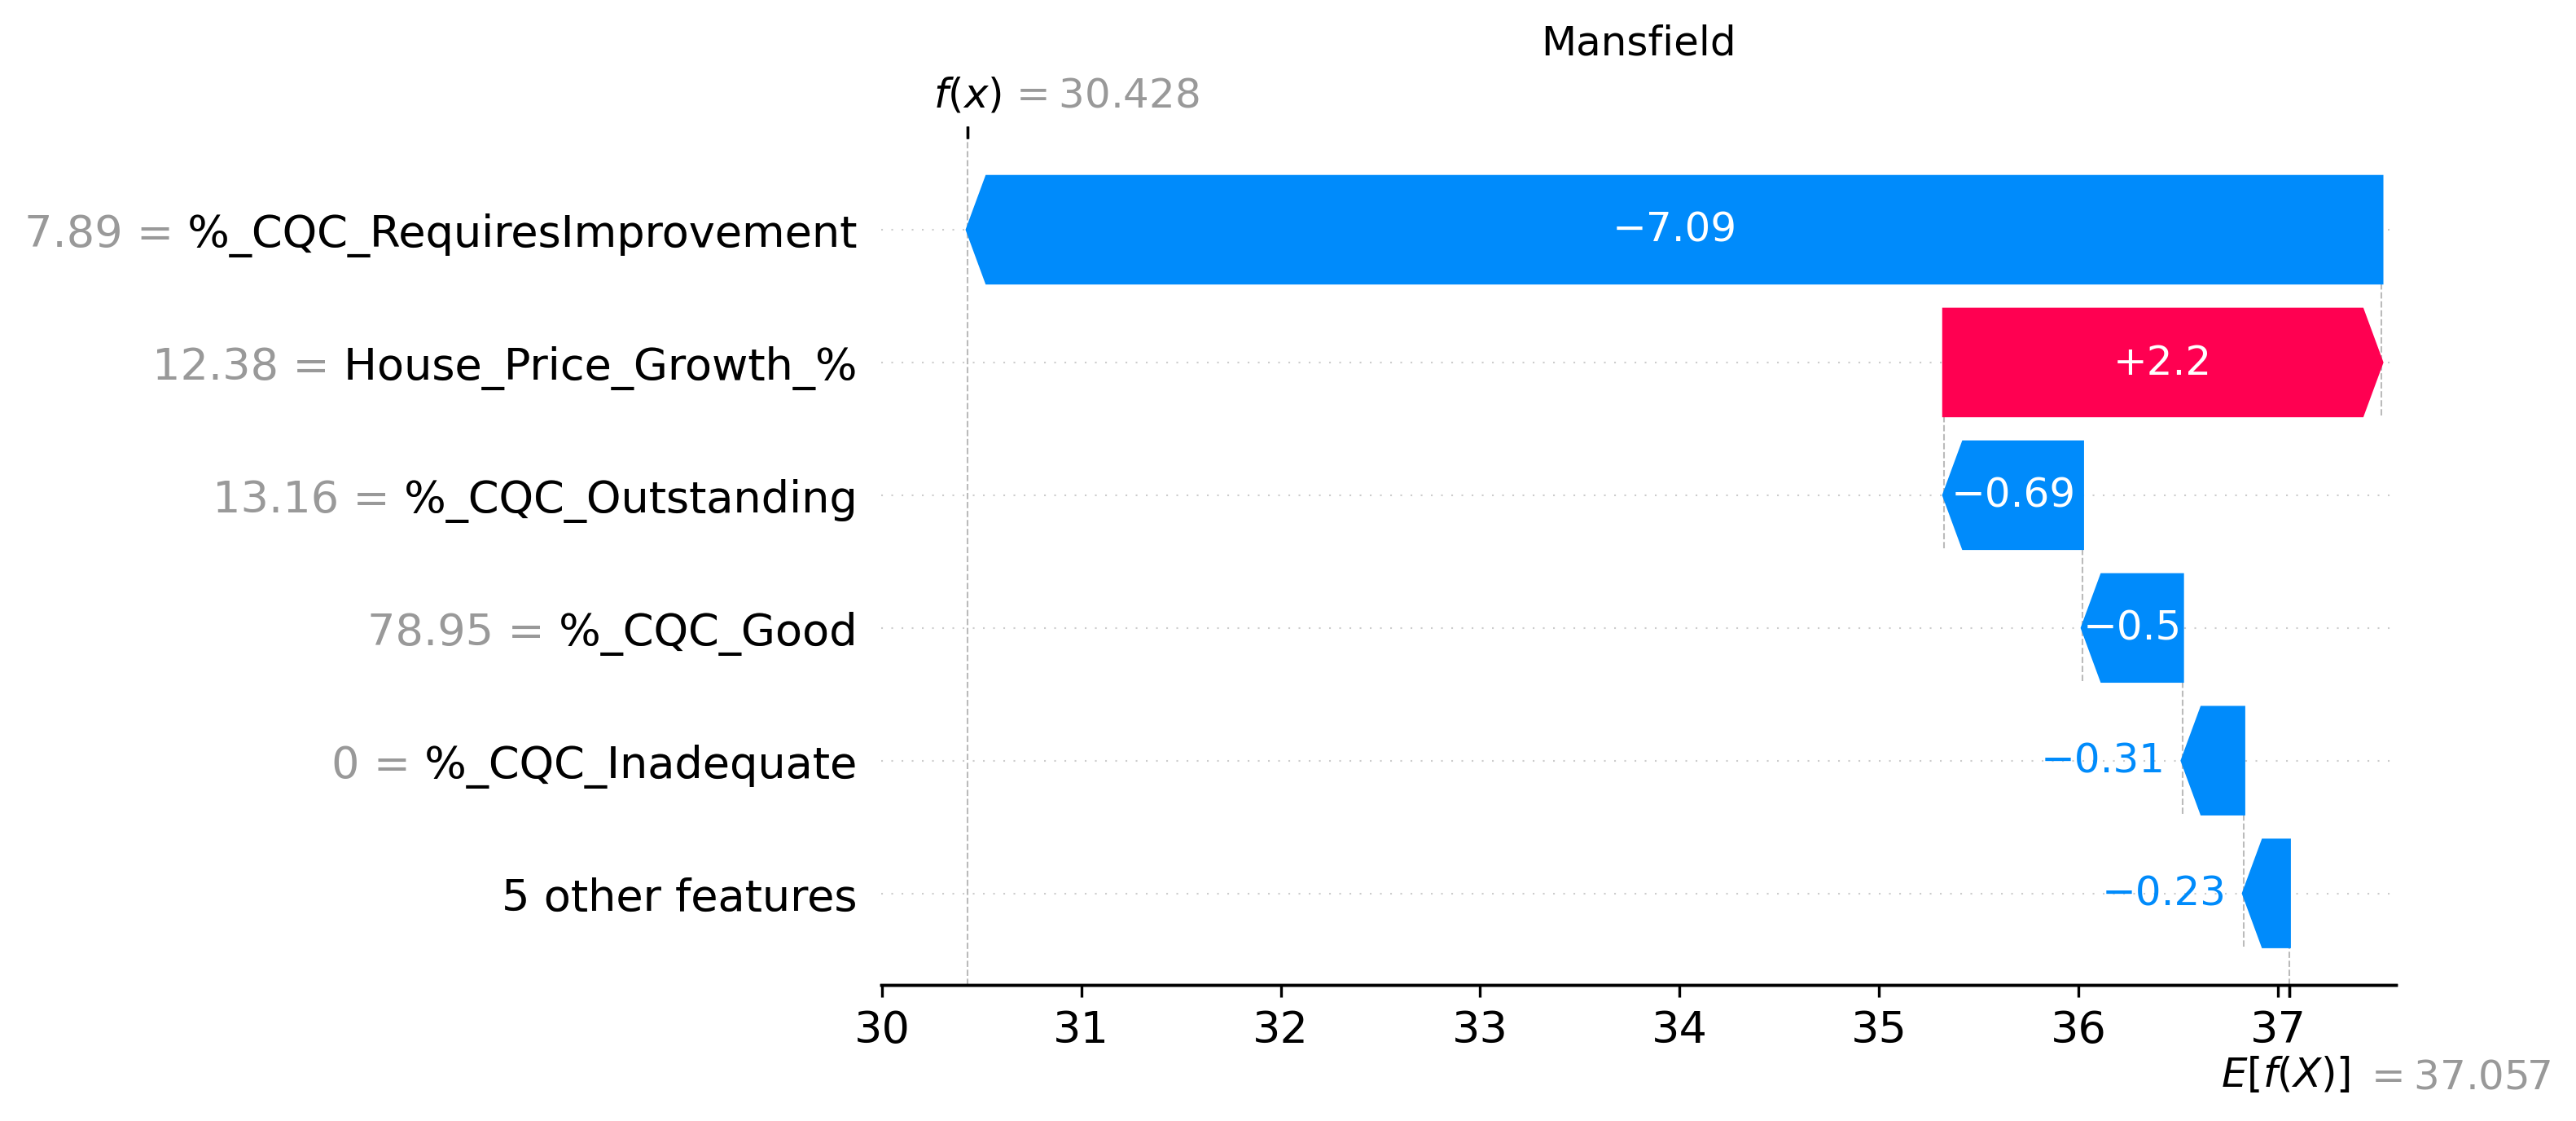 Mansfield
f(x) = 30.428
7.89 = %_CQC_RequiresImprovement
−7.09
12.38 = House_Price_Growth_%
+2.2
13.16 = %_CQC_Outstanding
−0.69
78.95 = %_CQC_Good
−0.5
0 = %_CQC_Inadequate
−0.31
5 other features
−0.23
30 31 32 33 34 35 36 37
E[f(X)] = 37.057